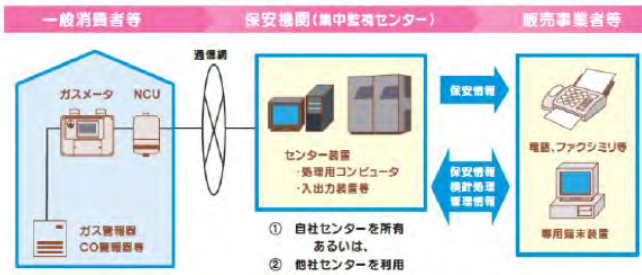 一般消費者等
保安機関(集中監視センター)
販売事業者等
通信網
ガスメータ
NCU
ガス警報器
CO警報器等
センター装置
・処理用コンピュータ
・入出力装置等
① 自社センターを所有
あるいは、
② 他社センターを利用
保安情報
保安情報
検針処理
管理情報
電話、ファクシミリ等
専用端末装置